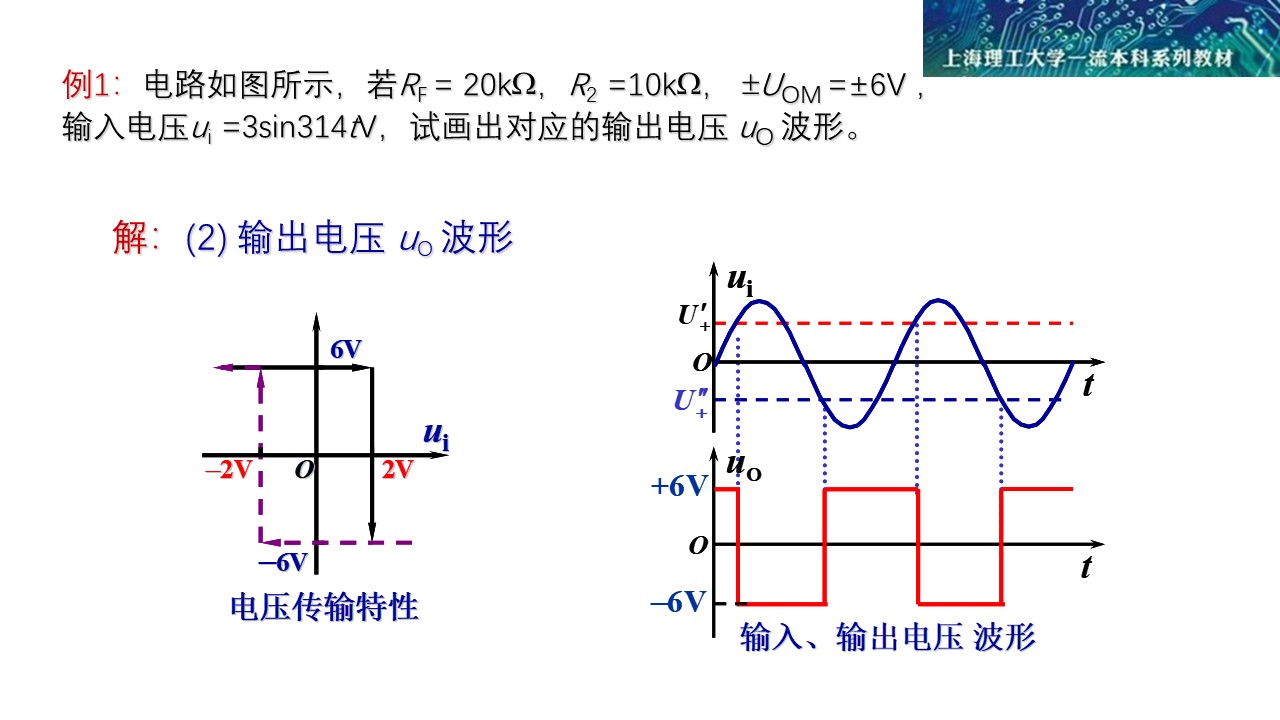 上海理工大学一流本科系列教材
例1：电路如图所示，若RF = 20kΩ，R2 =10kΩ， ±UOM =±6V，
输入电压ui =3sin314tV，试画出对应的输出电压 uO 波形。
解：(2) 输出电压 uO 波形
ui
U′+
O
t
U″+
6V
ui
–2V
O
2V
–6V
电压传输特性
uO
+6V
O
t
–6V
输入、输出电压 波形